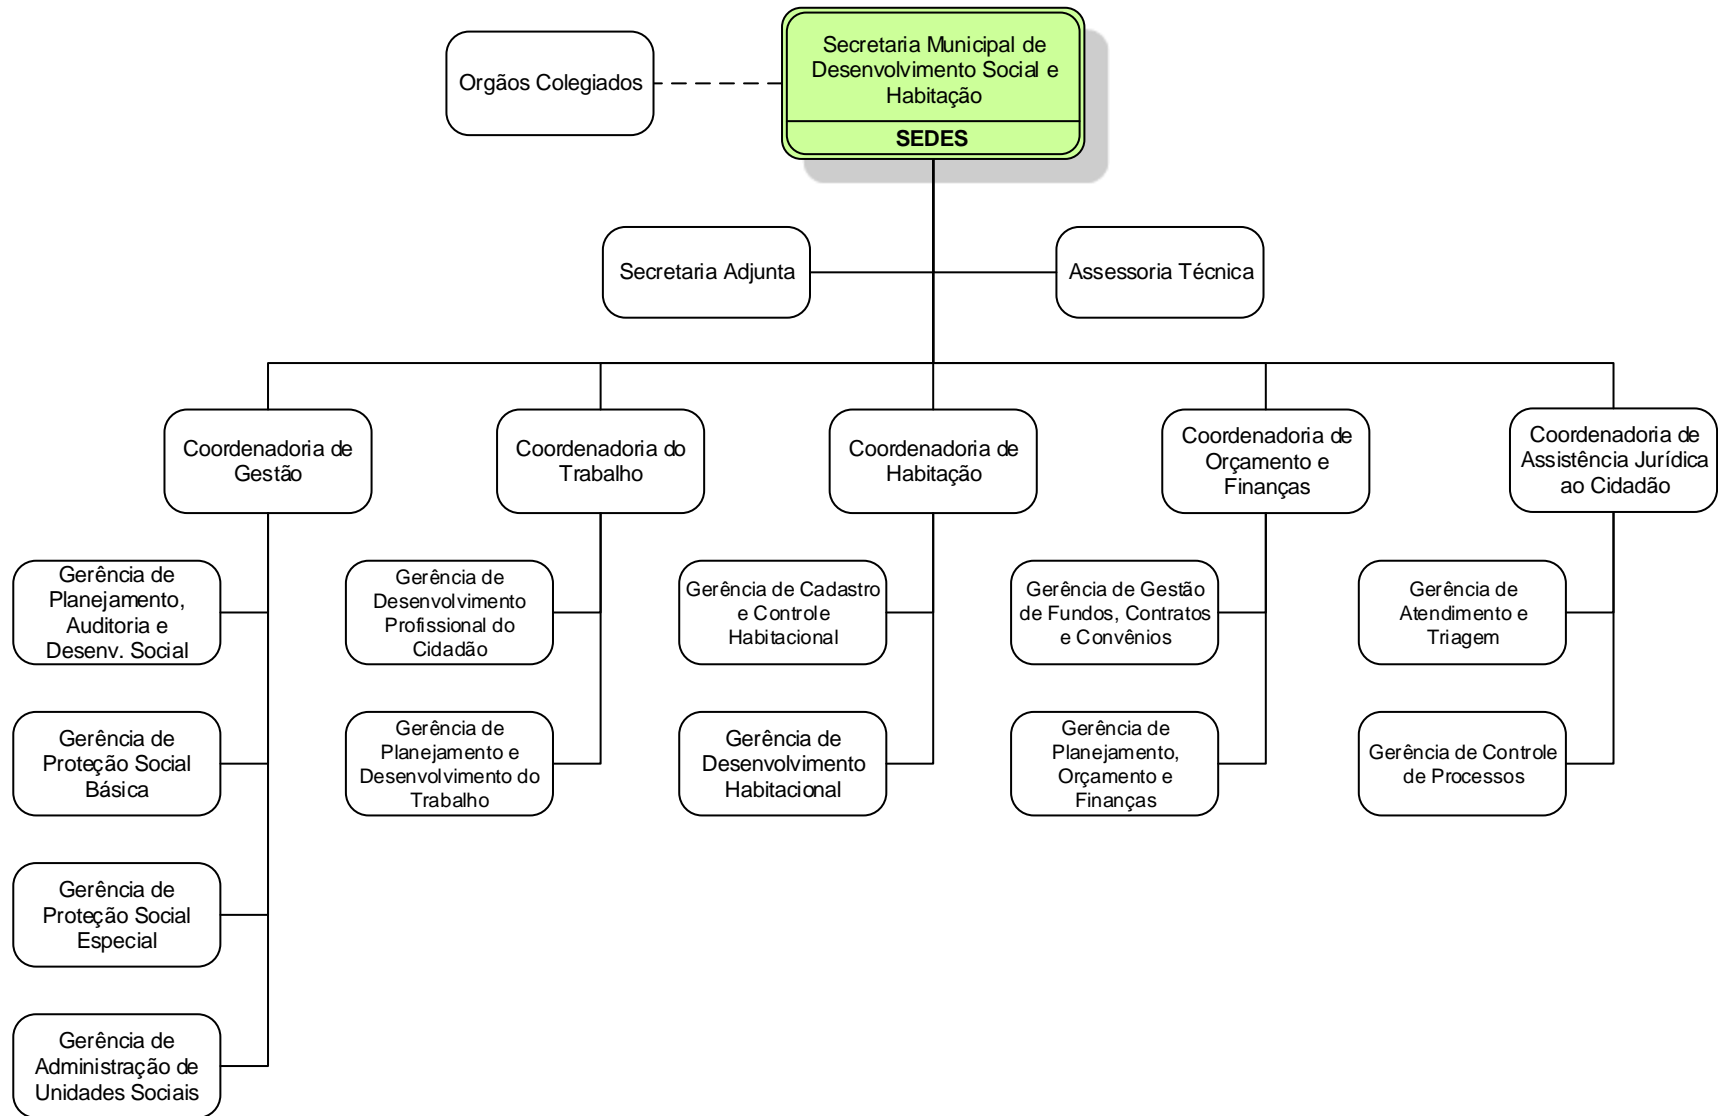 Orgãos Colegiados
Secretaria Municipal de
Desenvolvimento Social e
Habitação
SEDES
Secretaria Adjunta
Assessoria Técnica
Coordenadoria de
Gestão
Coordenadoria do
Trabalho
Coordenadoria de
Habitação
Coordenadoria de
Orçamento e
Finanças
Coordenadoria de
Assistência Jurídica
ao Cidadão
Gerência de
Planejamento,
Auditoria e
Desenv. Social
Gerência de
Desenvolvimento
Profissional do
Cidadão
Gerência de Cadastro
e Controle
Habitacional
Gerência de Gestão
de Fundos, Contratos
e Convênios
Gerência de
Atendimento e
Triagem
Gerência de
Proteção Social
Básica
Gerência de
Planejamento e
Desenvolvimento do
Trabalho
Gerência de
Desenvolvimento
Habitacional
Gerência de
Planejamento,
Orçamento e
Finanças
Gerência de Controle
de Processos
Gerência de
Proteção Social
Especial
Gerência de
Administração de
Unidades Sociais